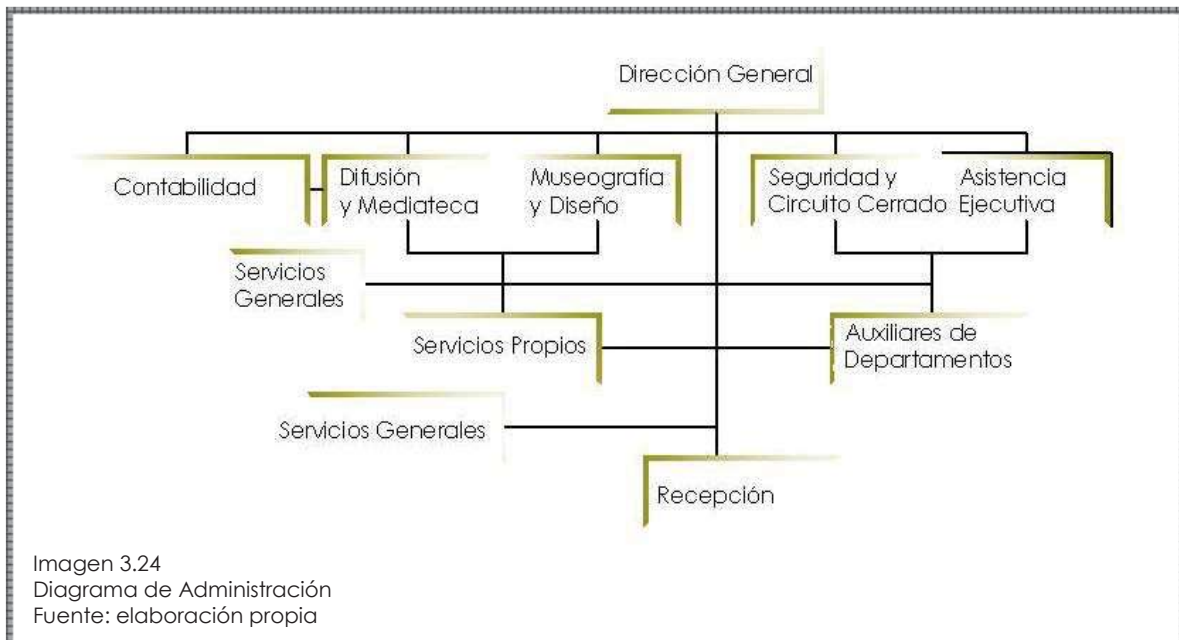 Dirección General
Contabilidad
Difusión
y Mediateca
Museografía
y Diseño
Seguridad y
Circuito Cerrado
Asistencia
Ejecutiva
Servicios
Generales
Servicios Propios
Auxiliares de
Departamentos
Servicios Generales
Recepción
Imagen 3.24
Diagrama de Administración
Fuente: elaboración propia